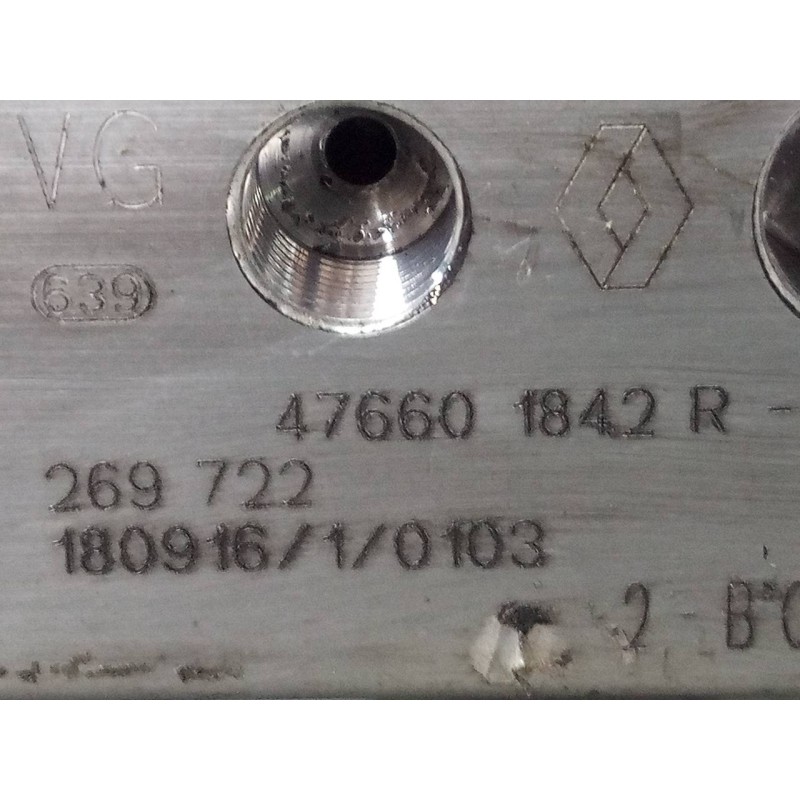 VG
639
47660 1842 R -
269 722
180916/1/0103
2 - B°